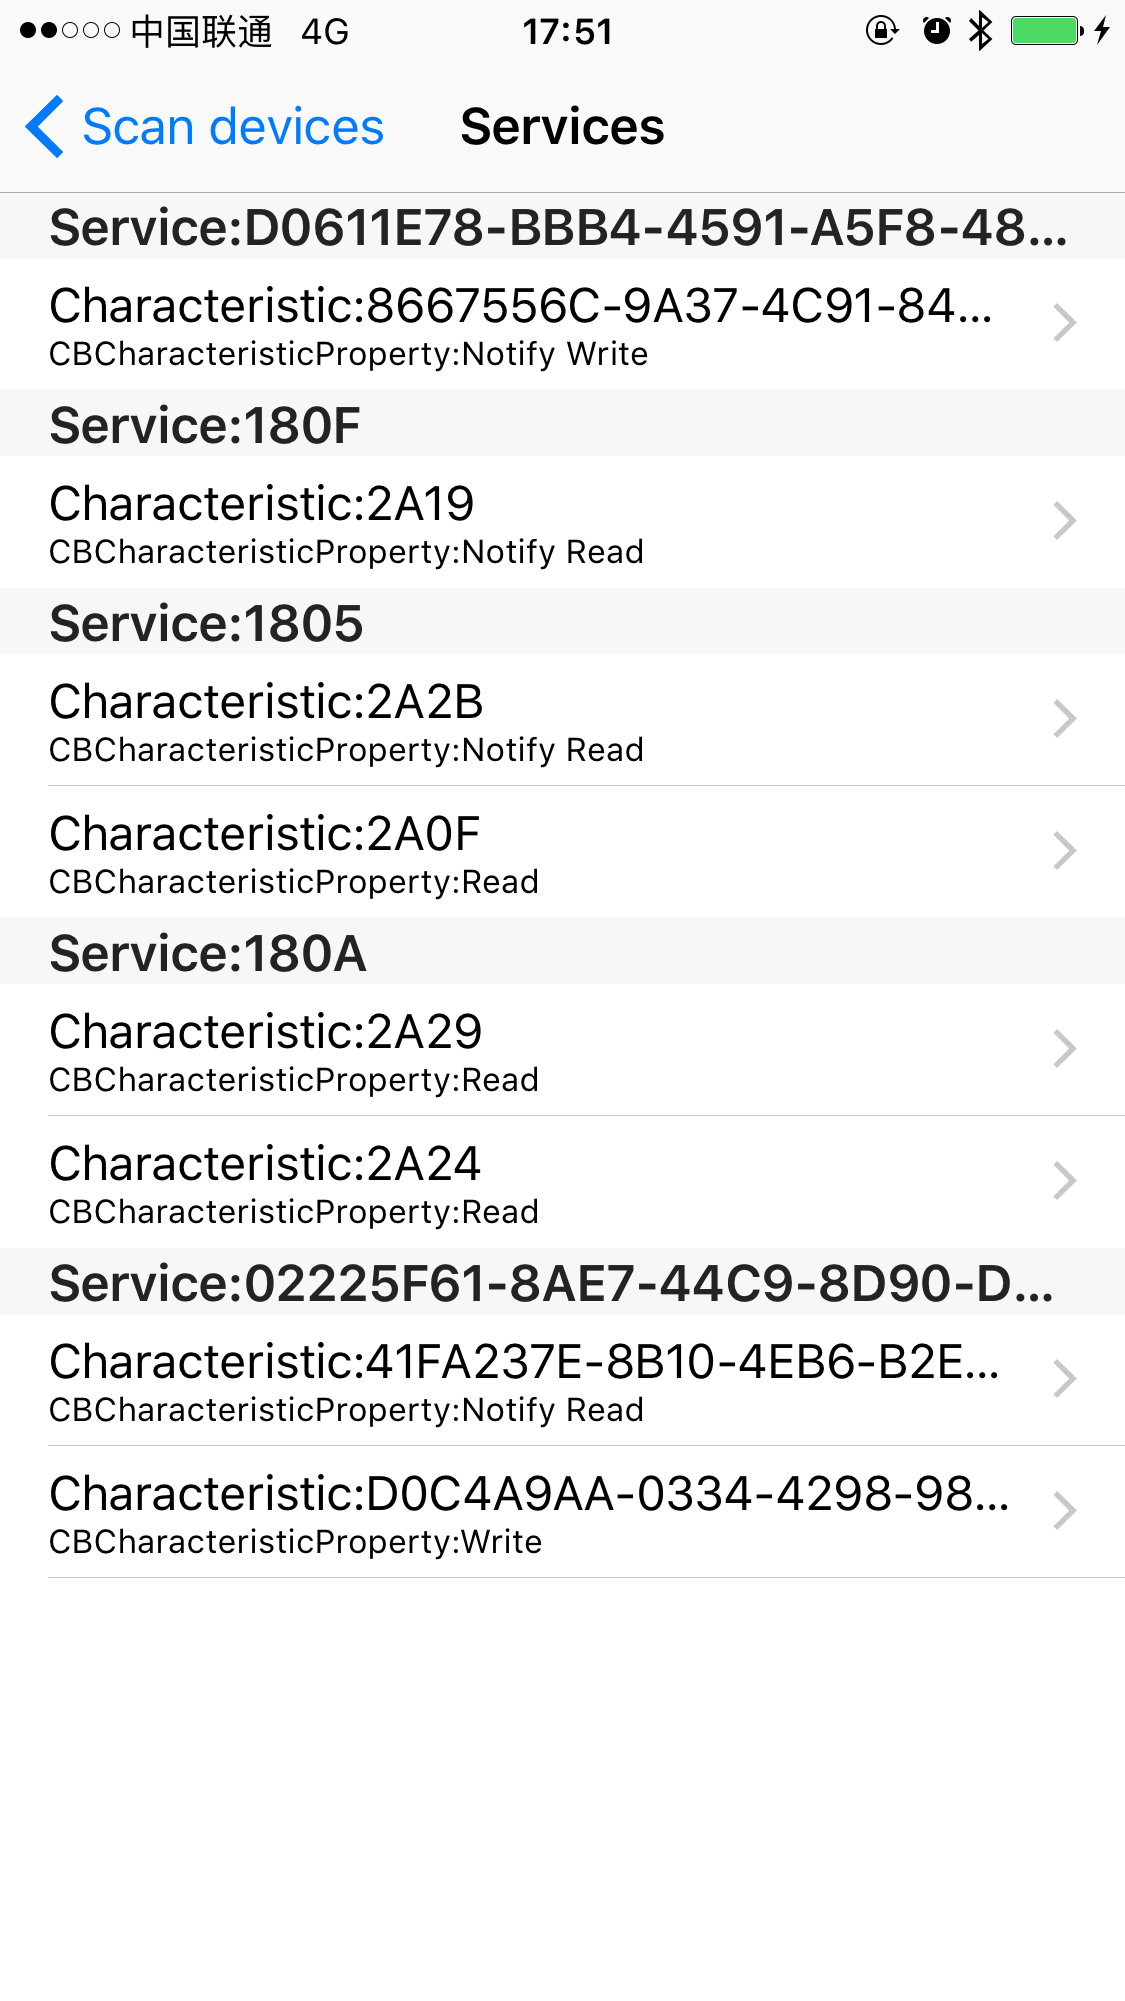 中国联通 4G 17:51
Scan devices Services
Service:D0611E78-BBB4-4591-A5F8-48...
Characteristic:8667556C-9A37-4C91-84...
CBCharacteristicProperty:Notify Write
Service:180F
Characteristic:2A19
CBCharacteristicProperty:Notify Read
Service:1805
Characteristic:2A2B
CBCharacteristicProperty:Notify Read
Characteristic:2A0F
CBCharacteristicProperty:Read
Service:180A
Characteristic:2A29
CBCharacteristicProperty:Read
Characteristic:2A24
CBCharacteristicProperty:Read
Service:02225F61-8AE7-44C9-8D90-D...
Characteristic:41FA237E-8B10-4EB6-B2E...
CBCharacteristicProperty:Notify Read
Characteristic:D0C4A9AA-0334-4298-98...
CBCharacteristicProperty:Write